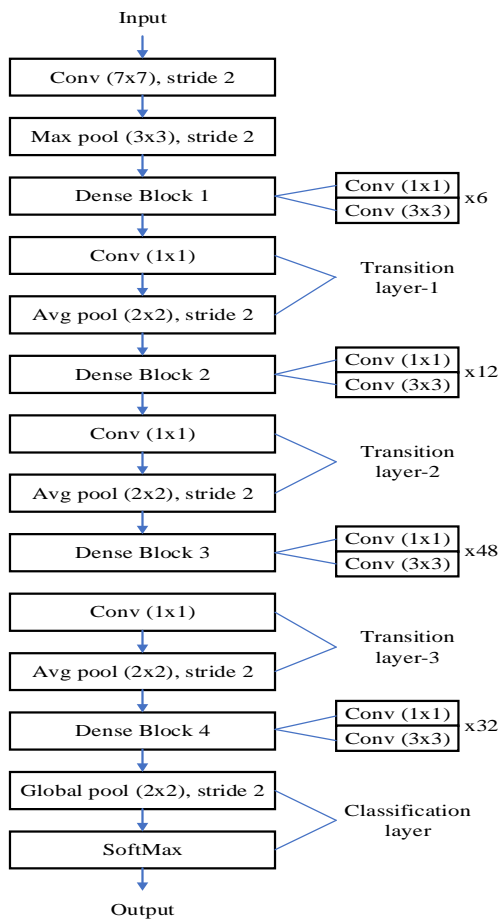 Input
Conv (7x7), stride 2
Max pool (3x3), stride 2
Dense Block 1
Conv (1x1)
Conv (3x3)
x6
Conv (1x1)
Avg pool (2x2), stride 2
Transition
layer-1
Dense Block 2
Conv (1x1)
Conv (3x3)
x12
Conv (1x1)
Avg pool (2x2), stride 2
Transition
layer-2
Dense Block 3
Conv (1x1)
Conv (3x3)
x48
Conv (1x1)
Avg pool (2x2), stride 2
Transition
layer-3
Dense Block 4
Conv (1x1)
Conv (3x3)
x32
Global pool (2x2), stride 2
SoftMax
Classification
layer
Output